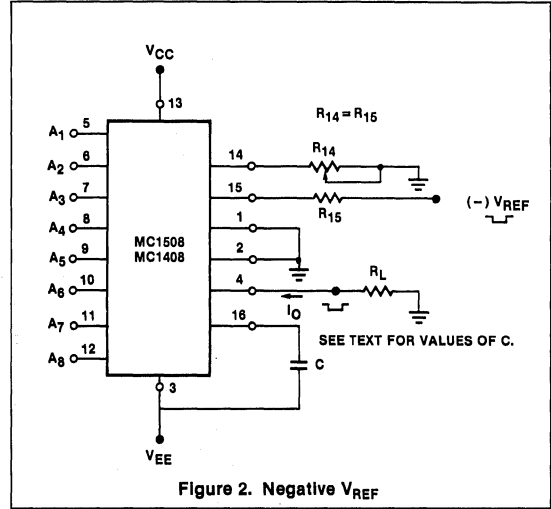 VCC
13
R14 = R15
A1 5
A2 6
A3 7
A4 8
A5 9
A6 10
A7 11
A8 12
MC1508
MC1408
14
R14
15
R15
(−) VREF
1
2
4
IO
RL
16
SEE TEXT FOR VALUES OF C.
C
3
VEE
Figure 2. Negative VREF